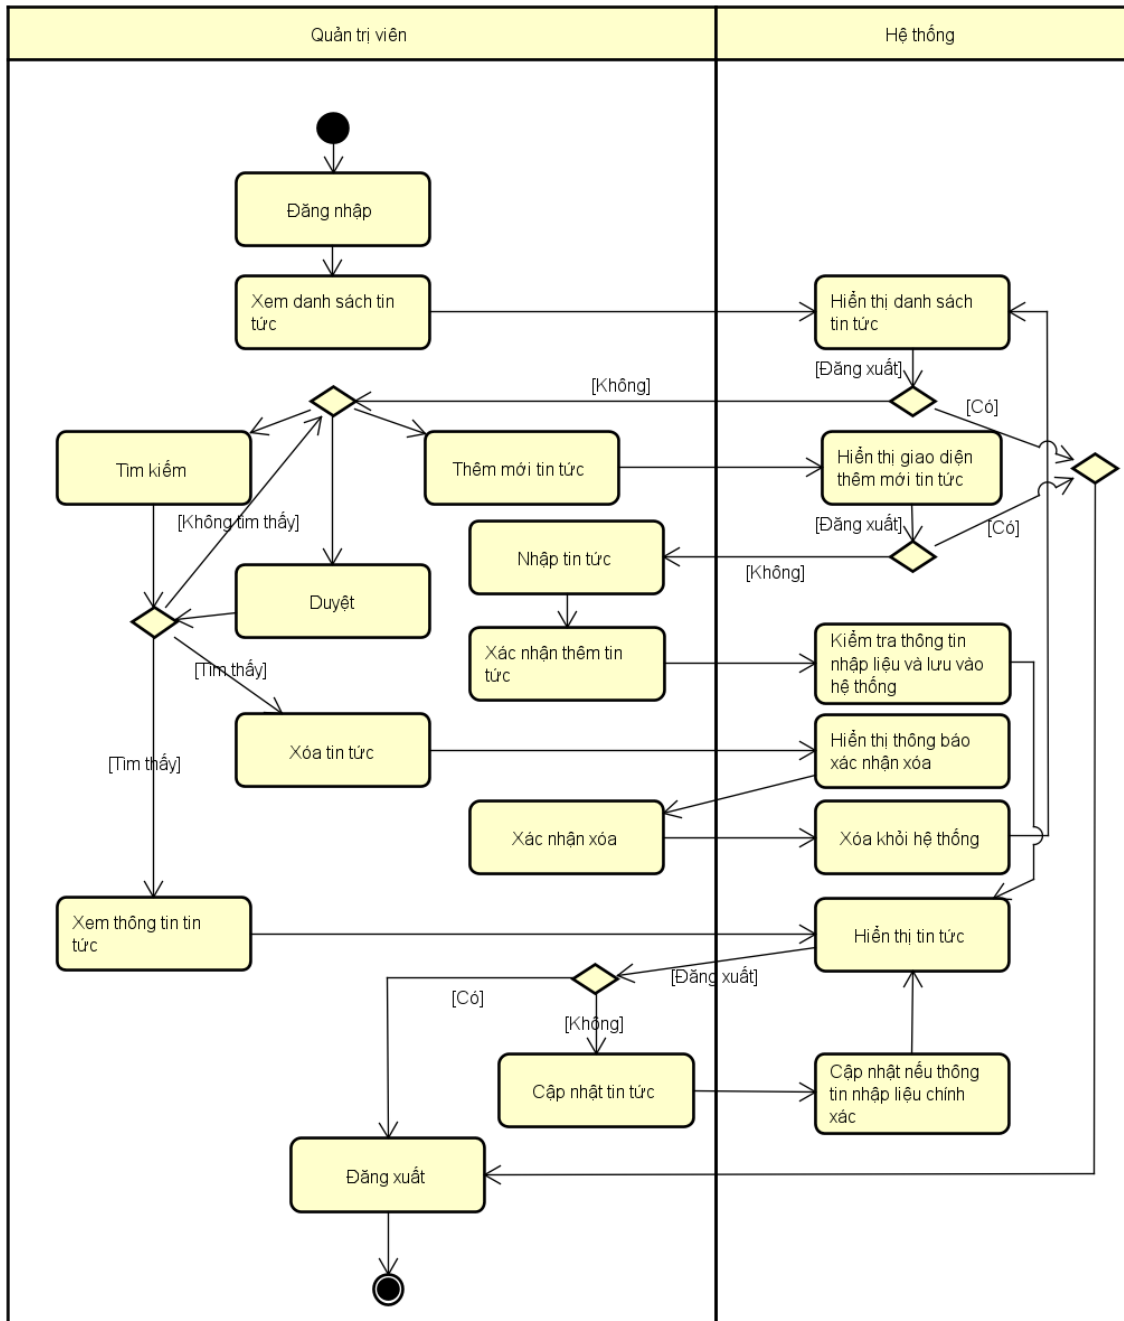 Quản trị viên
Hệ thống
Đăng nhập
Xem danh sách tin
tức
Hiển thị danh sách
tin tức
[Đăng xuất]
[Không]
[Có]
Tìm kiếm
Thêm mới tin tức
Hiển thị giao diện
thêm mới tin tức
[Không tìm thấy]
[Đăng xuất]
[Có]
Nhập tin tức
[Không]
Duyệt
Xác nhận thêm tin
tức
Kiểm tra thông tin
nhập liệu và lưu vào
hệ thống
[Tìm thấy]
Xóa tin tức
Hiển thị thông báo
xác nhận xóa
[Tìm thấy]
Xác nhận xóa
Xóa khỏi hệ thống
Xem thông tin tin
tức
Hiển thị tin tức
[Đăng xuất]
[Có]
[Không]
Cập nhật tin tức
Cập nhật nếu thông
tin nhập liệu chính
xác
Đăng xuất